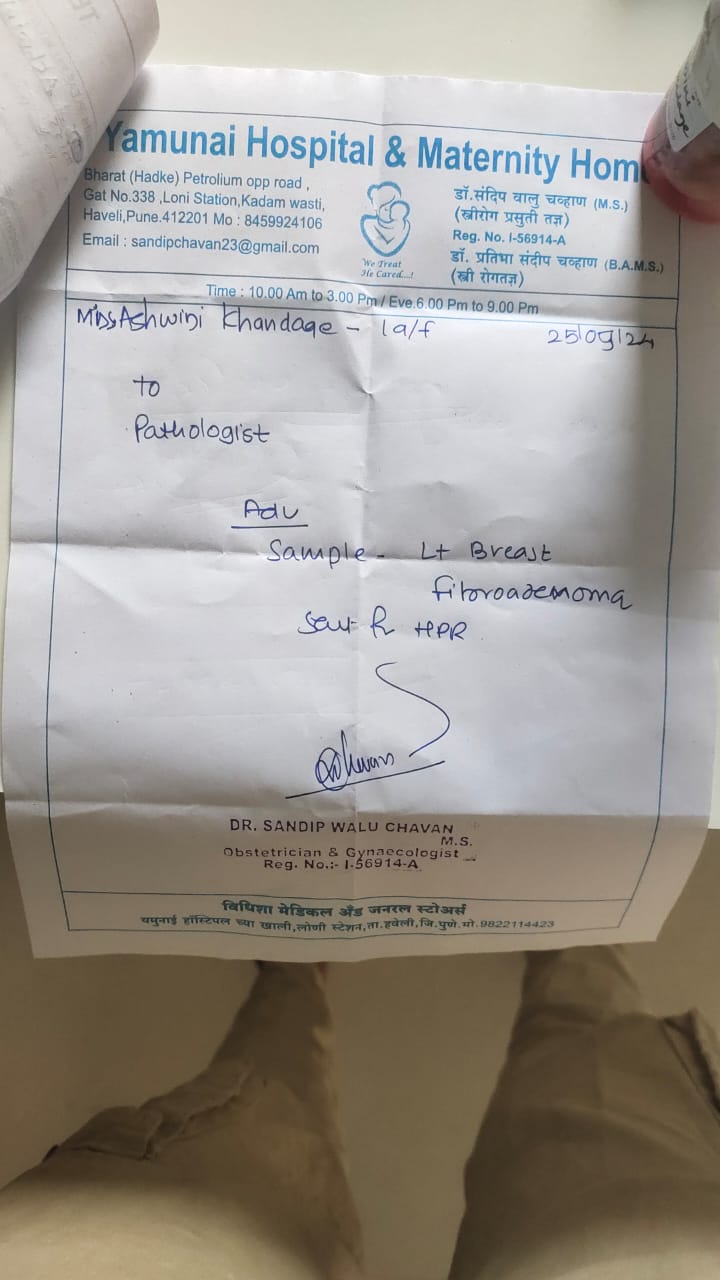 Yamunai Hospital & Maternity Hom
Bharat (Hadke) Petrolium opp road ,
Gat No.338 ,Loni Station,Kadam wasti,
Haveli,Pune.412201 Mo : 8459924106
Email : sandipchavan23@gmail.com
We Treat
He Cared....!
डॉ.संदिप वालु चव्हाण (M.S.)
(स्त्रीरोग प्रसुती तज्ञ)
Reg. No. I-56914-A
डॉ. प्रतिभा संदीप चव्हाण (B.A.M.S.)
(स्त्री रोगतज्ञ)
Time : 10.00 Am to 3.00 Pm / Eve.6.00 Pm to 9.00 Pm
Miss Ashwini Khandage - 19/f 25/09/24
to
Pathologist
Adv
Sample - Lt Breast
fibroadenoma
HPR
DR. SANDIP WALU CHAVAN
M.S.
Obstetrician & Gynaecologist
Reg. No.:- I-56914-A
विधिशा मेडिकल अँड जनरल स्टोअर्स
यमुनाई हॉस्टिपल च्या खाली,लोणी स्टेशन,ता.हवेली,जि.पुणे.मो.9822114423